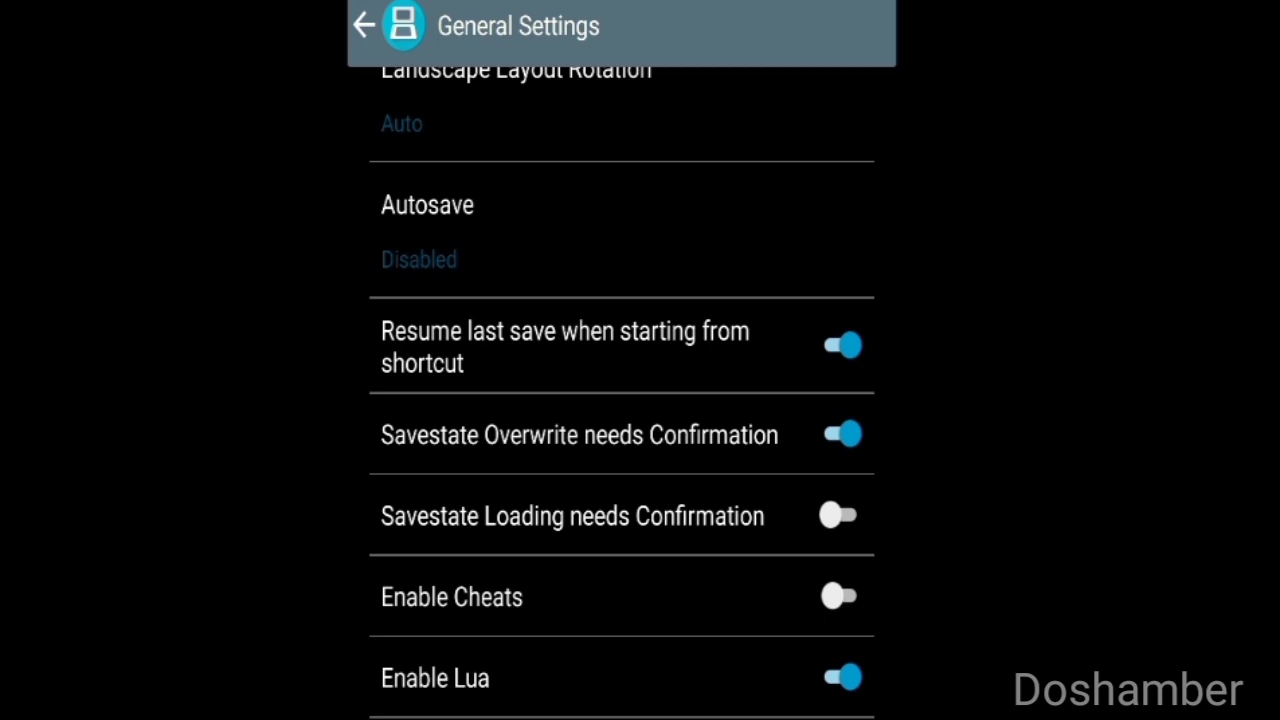 General Settings
Landscape Layout Rotation
Auto
Autosave
Disabled
Resume last save when starting from
shortcut
Savestate Overwrite needs Confirmation
Savestate Loading needs Confirmation
Enable Cheats
Enable Lua
Doshamber